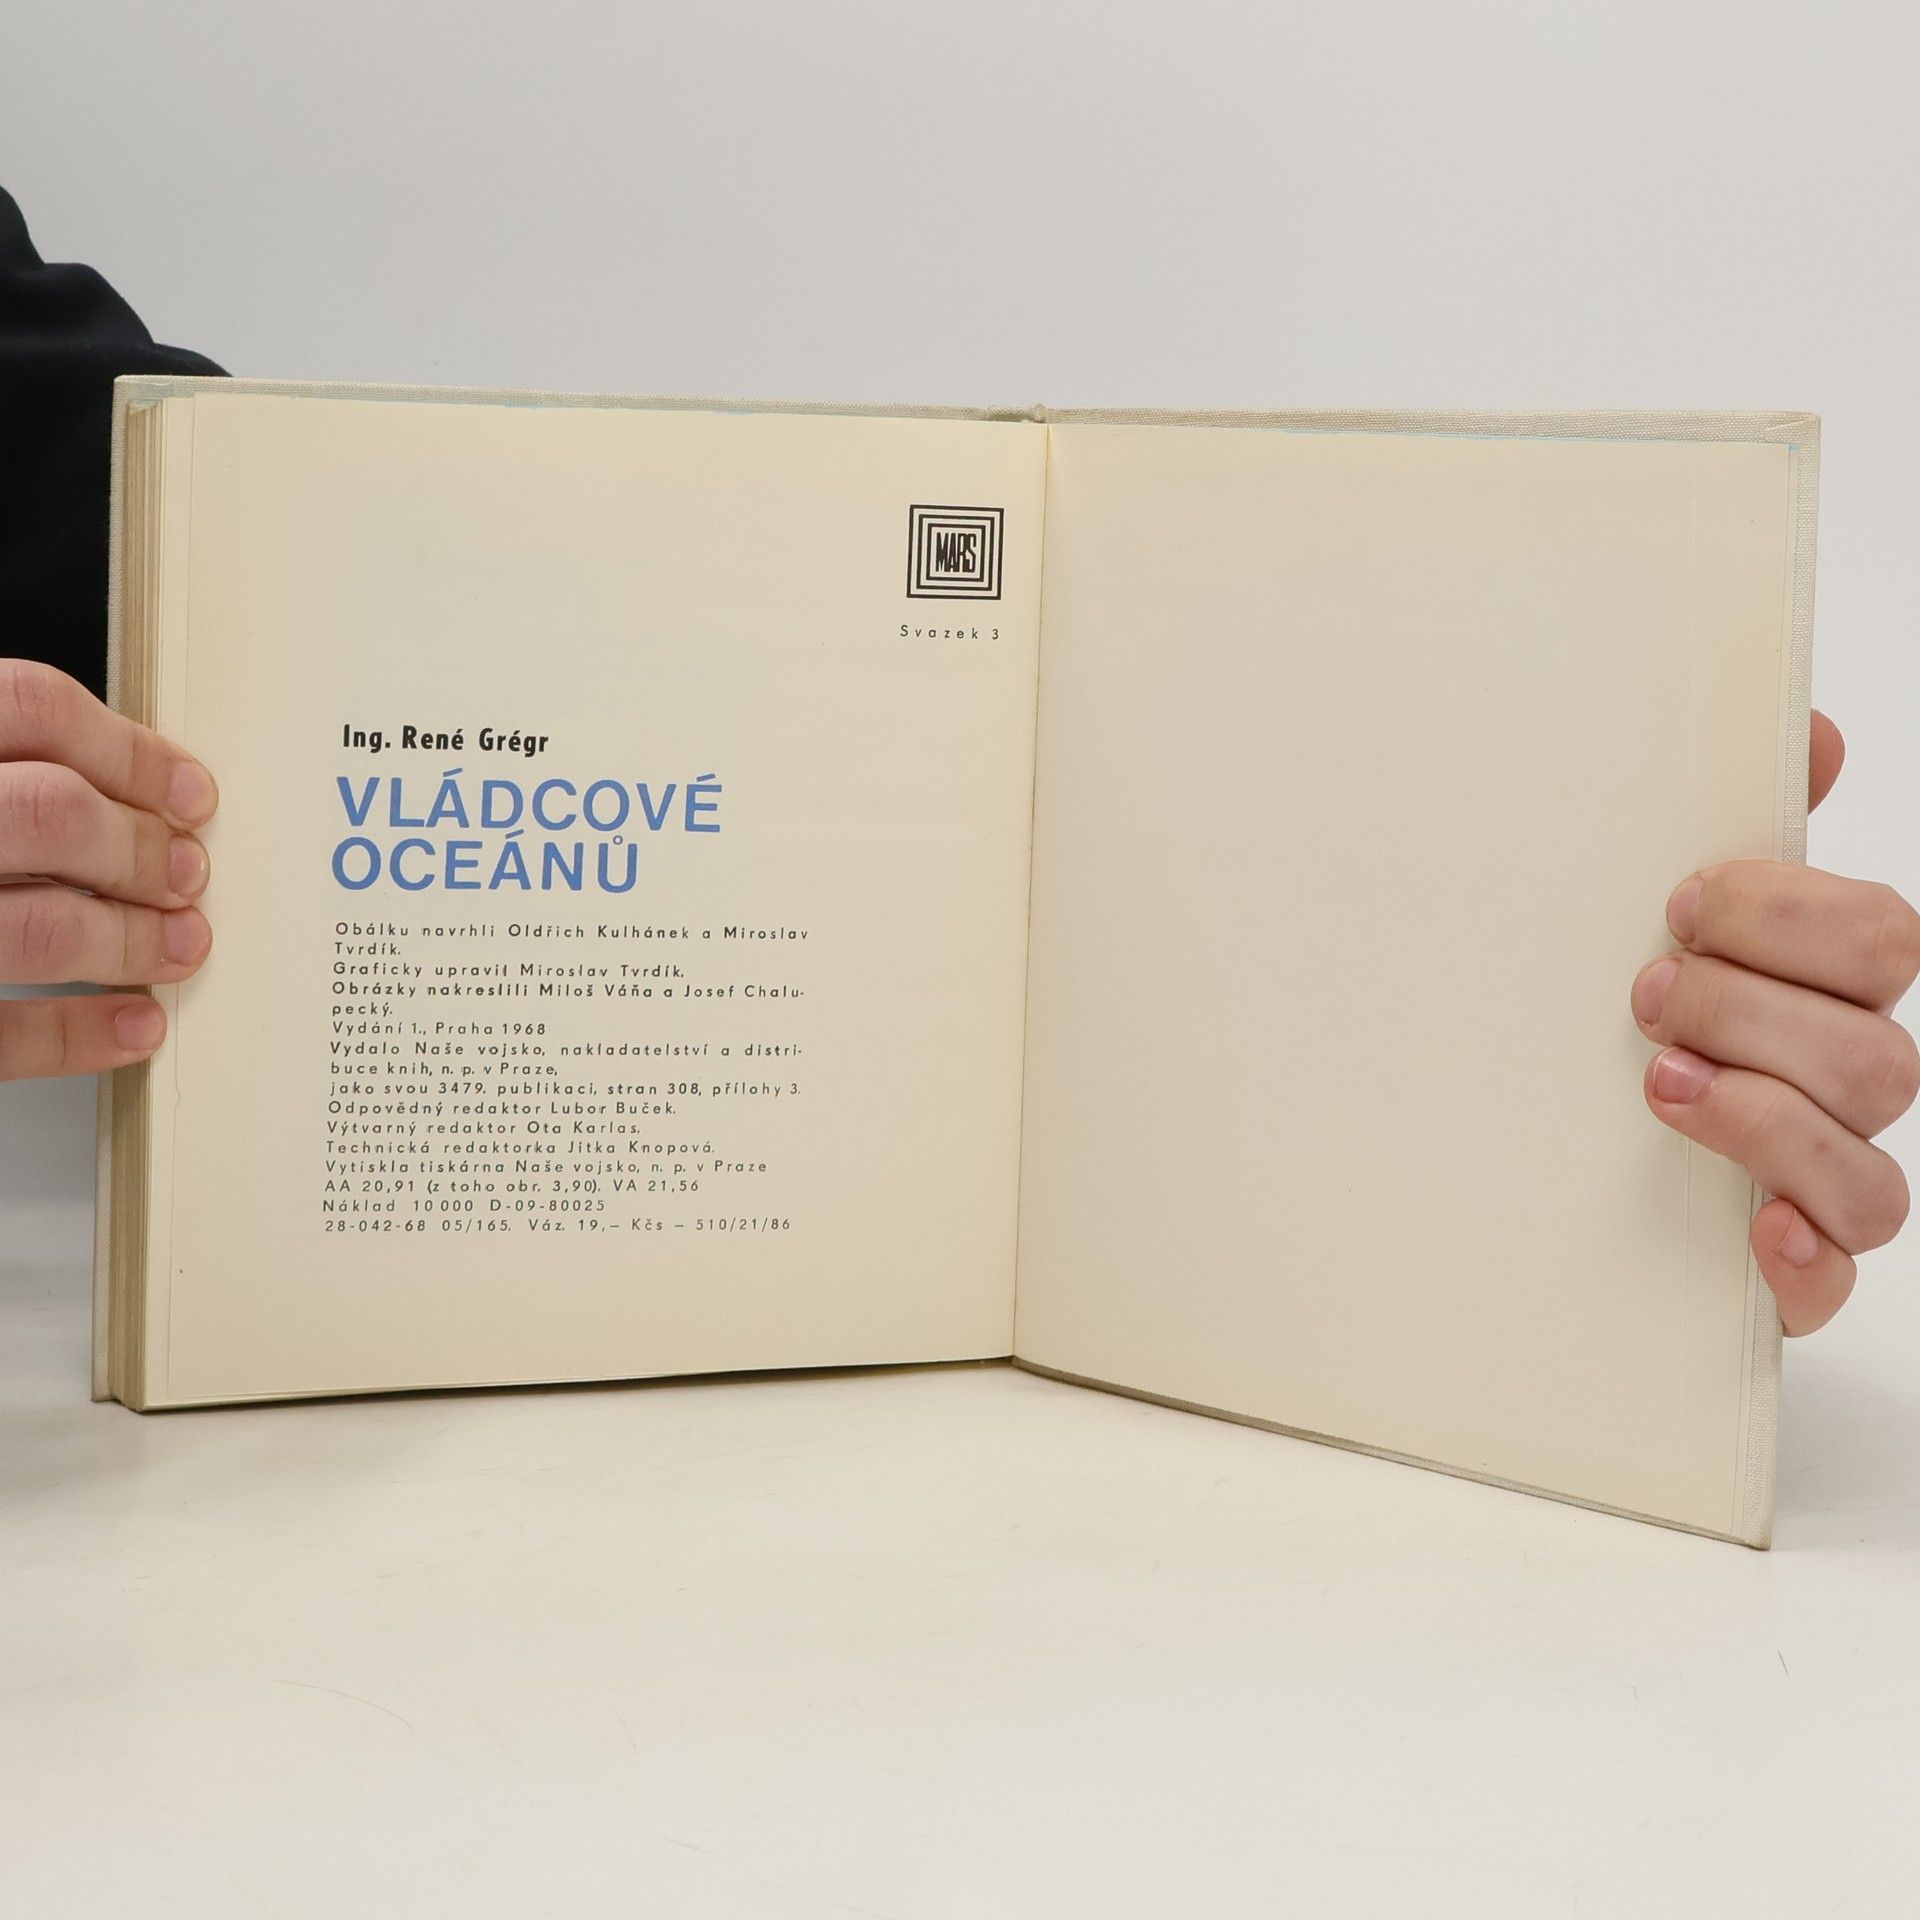 MARS
Svazek 3
Ing. René Grégr
VLÁDCOVÉ
OCEÁNŮ
Obálku navrhli Oldřich Kulhánek a Miroslav
Tvrdík.
Graficky upravil Miroslav Tvrdík.
Obrázky nakreslili Miloš Váňa a Josef Chalu-
pecký.
Vydání 1., Praha 1968
Vydalo Naše vojsko, nakladatelství a distri-
buce knih, n. p. v Praze,
jako svou 3479. publikaci, stran 308, přílohy 3.
Odpovědný redaktor Lubor Buček.
Výtvarný redaktor Ota Karlas.
Technická redaktorka Jitka Knopová.
Vytiskla tiskárna Naše vojsko, n. p. v Praze
AA 20,91 (z toho obr. 3,90). VA 21,56
Náklad 10 000 D-09-80025
28-042-68 05/165. Váz. 19,– Kčs – 510/21/86